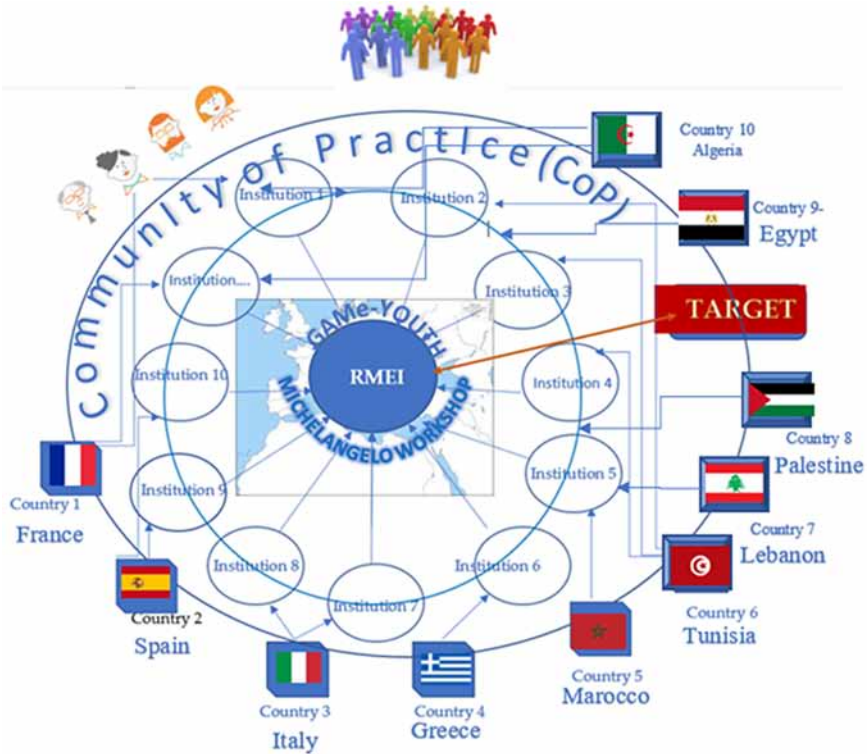 Community of PractIce (CoP)
Institution 1
Institution 2
Institution....
Institution 3
Institution 10
Institution 4
Institution 9
Institution 5
Institution 8
Institution 6
Institution 7
GAMe-YOUTH
RMEI
MICHELANGELO WORKSHOP
TARGET
Country 10
Algeria
Country 9-
Egypt
Country 8
Palestine
Country 7
Lebanon
Country 6
Tunisia
Country 5
Marocco
Country 4
Greece
Country 3
Italy
Country 2
Spain
Country 1
France